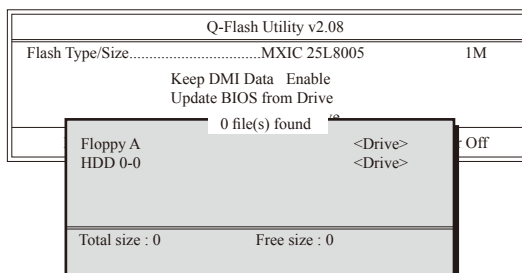 Q-Flash Utility v2.08
Flash Type/Size.................................MXIC 25L8005 1M
Keep DMI Data Enable
Update BIOS from Drive
0 file(s) found
Floppy A <Drive>
HDD 0-0 <Drive>
Off
Total size : 0 Free size : 0